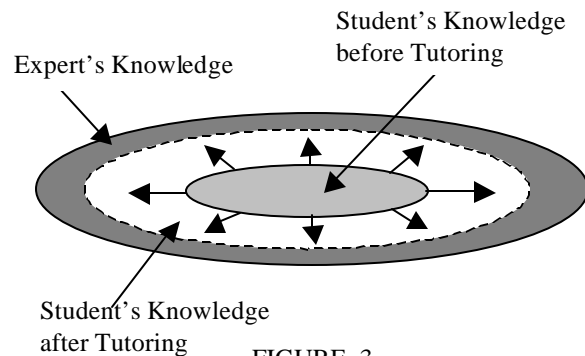 Student’s Knowledge
before Tutoring
Expert’s Knowledge
Student’s Knowledge
after Tutoring
FIGURE 3